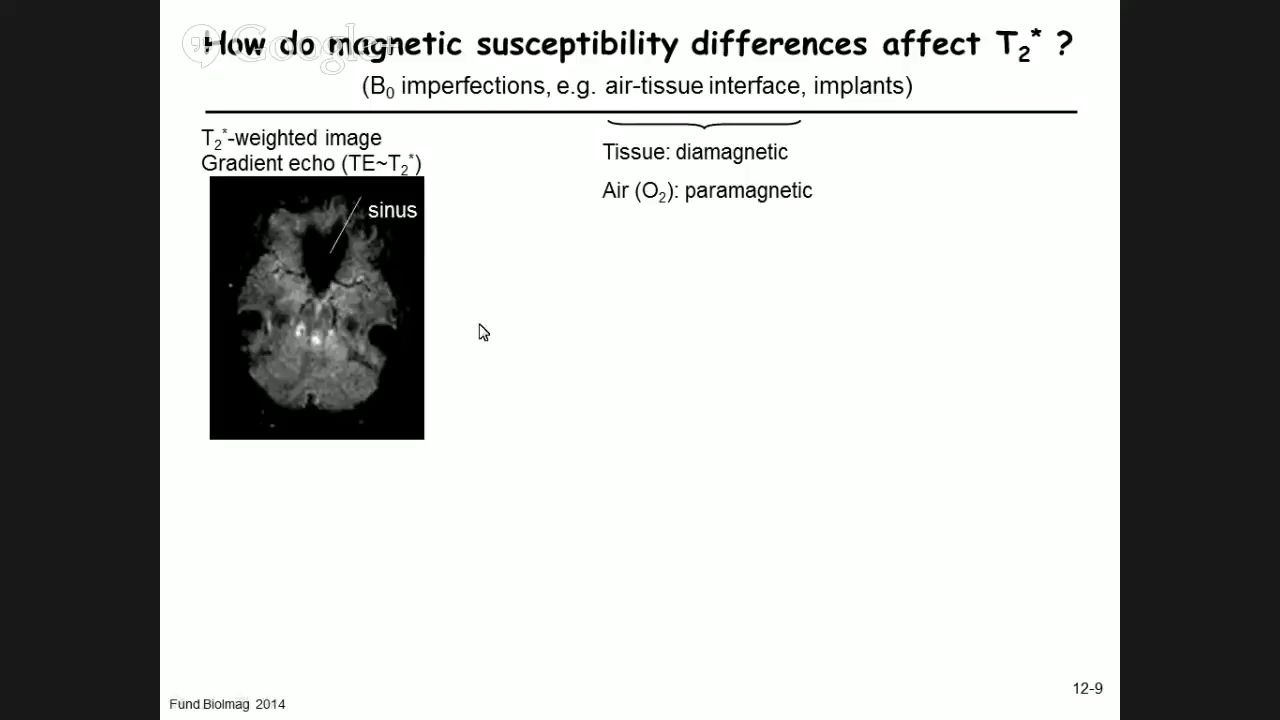 Google+
How do magnetic susceptibility differences affect T₂* ?
(B₀ imperfections, e.g. air-tissue interface, implants)
T₂*-weighted image
Gradient echo (TE~T₂*)
sinus
Tissue: diamagnetic
Air (O₂): paramagnetic
12-9
Fund BioImag 2014